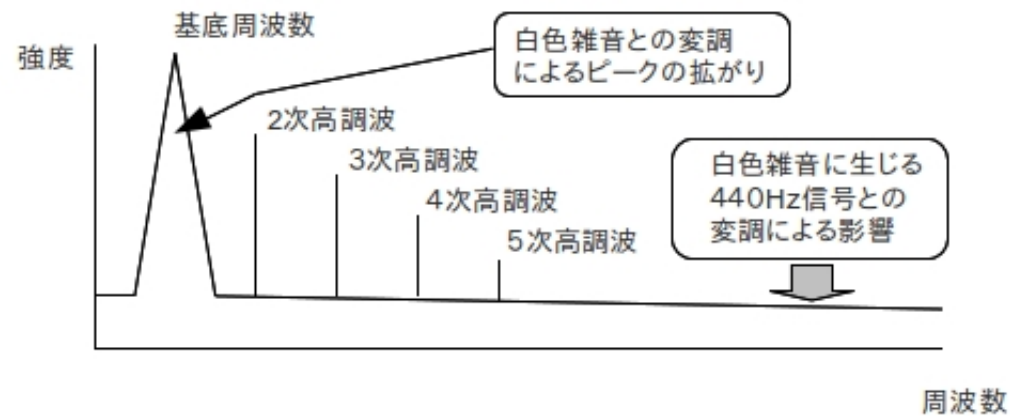 基底周波数
強度
白色雑音との変調
によるピークの拡がり
2次高調波
3次高調波
4次高調波
5次高調波
白色雑音に生じる
440Hz信号との
変調による影響
周波数